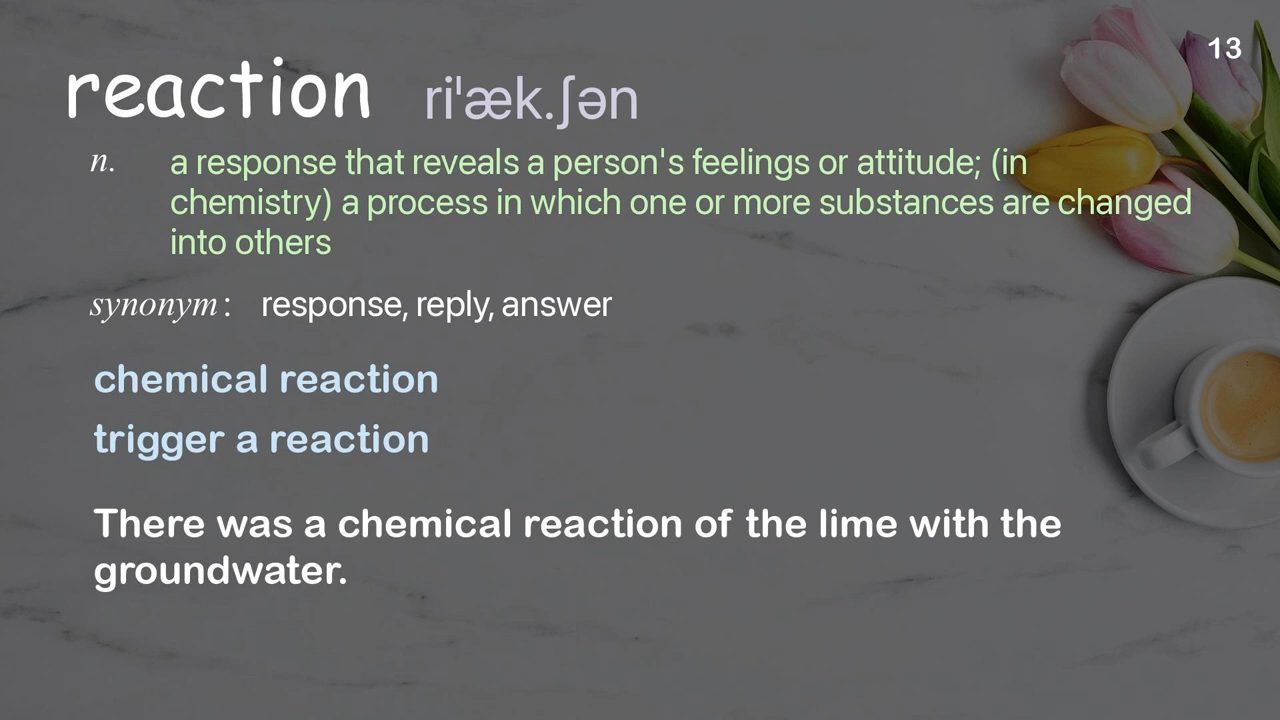 13
reaction ri'æk.ʃən
n. a response that reveals a person's feelings or attitude; (in
chemistry) a process in which one or more substances are changed
into others
synonym: response, reply, answer
chemical reaction
trigger a reaction
There was a chemical reaction of the lime with the
groundwater.